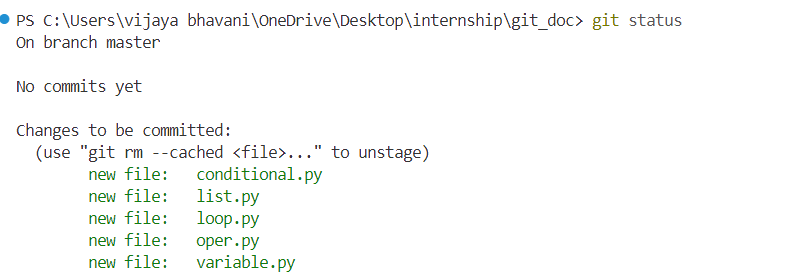 PS C:\Users\vijaya bhavani\OneDrive\Desktop\internship\git_doc> git status
On branch master
No commits yet
Changes to be committed:
  (use "git rm --cached <file>..." to unstage)
        new file:   conditional.py
        new file:   list.py
        new file:   loop.py
        new file:   oper.py
        new file:   variable.py